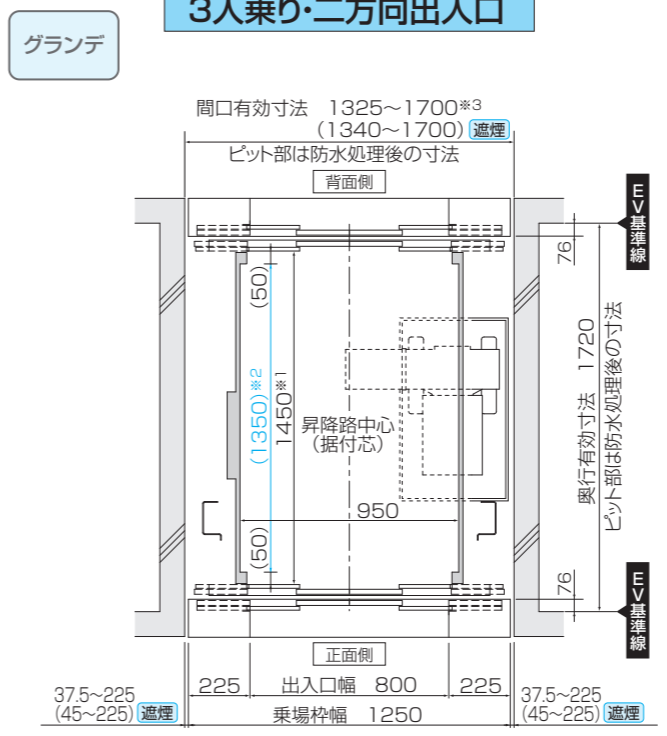 3人乗り・二方向出入口
グランデ
間口有効寸法 1325～1700※3
(1340～1700) 遮煙
ピット部は防水処理後の寸法
背面側
EV基準線
76
(50)
(1350)※2
1450※1
昇降路中心
(据付芯)
950
(50)
奥行有効寸法 1720
ピット部は防水処理後の寸法
76
EV基準線
正面側
225 出入口幅 800 225
37.5～225
(45～225) 遮煙
乗場枠幅 1250
37.5～225
(45～225) 遮煙